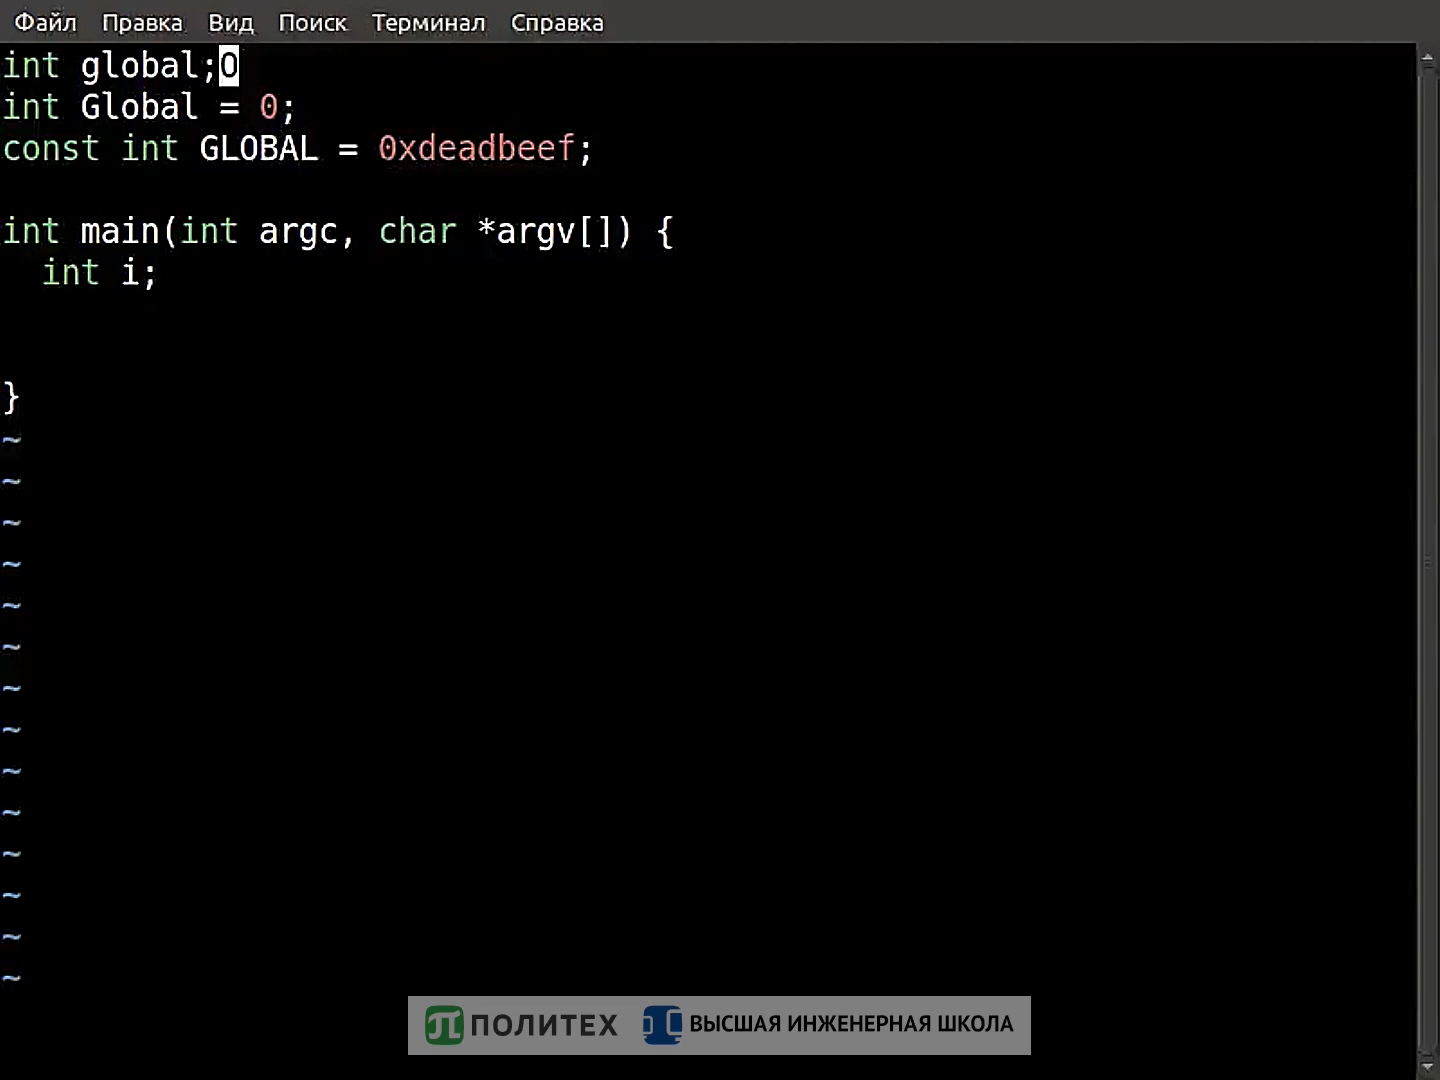 Файл Правка Вид Поиск Терминал Справка
int global;O
int Global = 0;
const int GLOBAL = 0xdeadbeef;
int main(int argc, char *argv[]) {
  int i;
}
~
~
~
~
~
~
~
~
~
~
~
~
~
~
ПОЛИТЕХ ВЫСШАЯ ИНЖЕНЕРНАЯ ШКОЛА